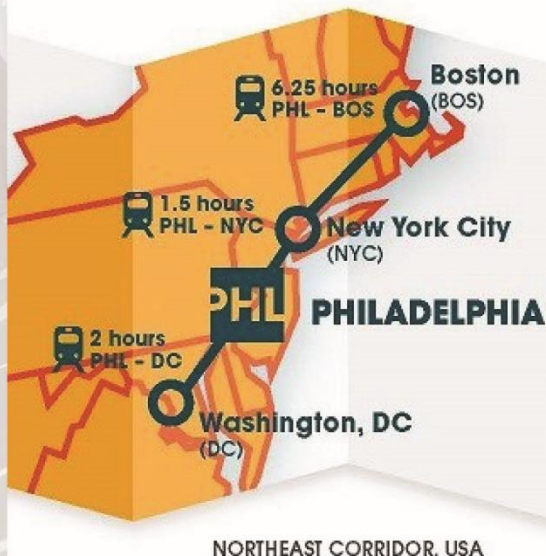 Boston
(BOS)
6.25 hours
PHL - BOS
1.5 hours
PHL - NYC
New York City
(NYC)
PHL
PHILADELPHIA
2 hours
PHL - DC
Washington, DC
(DC)
NORTHEAST CORRIDOR, USA